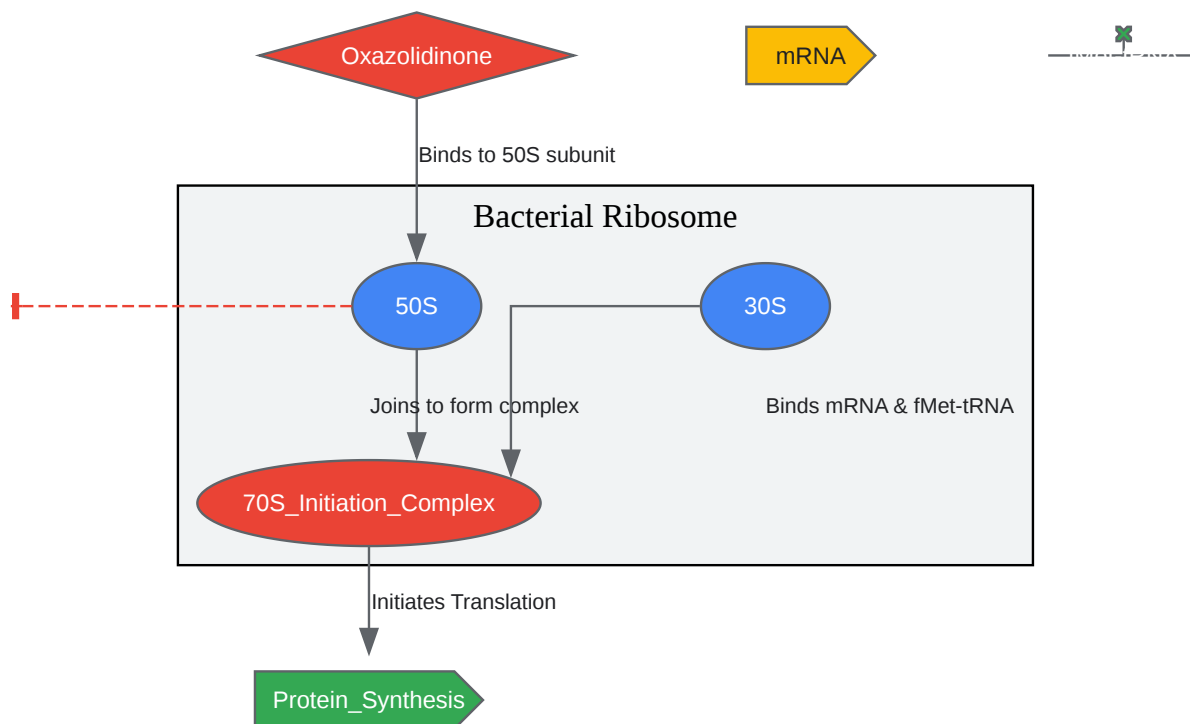 Oxazolidinone
mRNA
Binds to 50S subunit
Bacterial Ribosome
50S
30S
Joins to form complex
Binds mRNA & fMet-tRNA
70S_Initiation_Complex
Initiates Translation
Protein_Synthesis